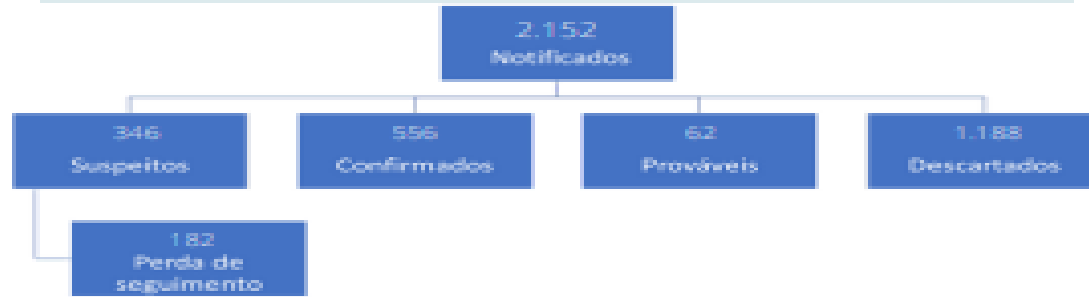 2.152
Notificados
346
Suspeitos
556
Confirmados
62
Prováveis
1.188
Descartados
182
Perda de
seguimento